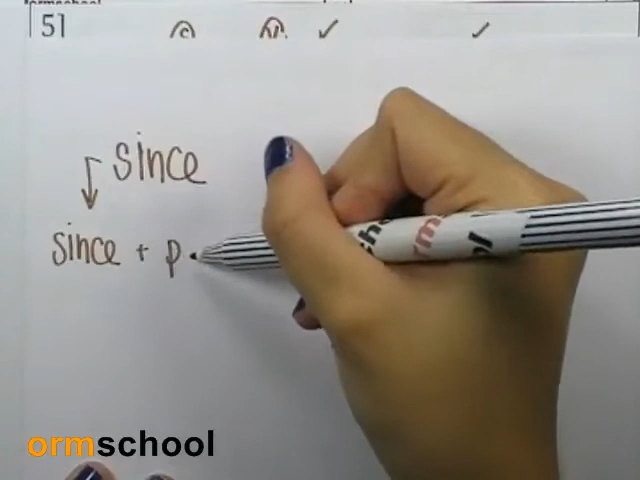 51
since
since + p
ormschool